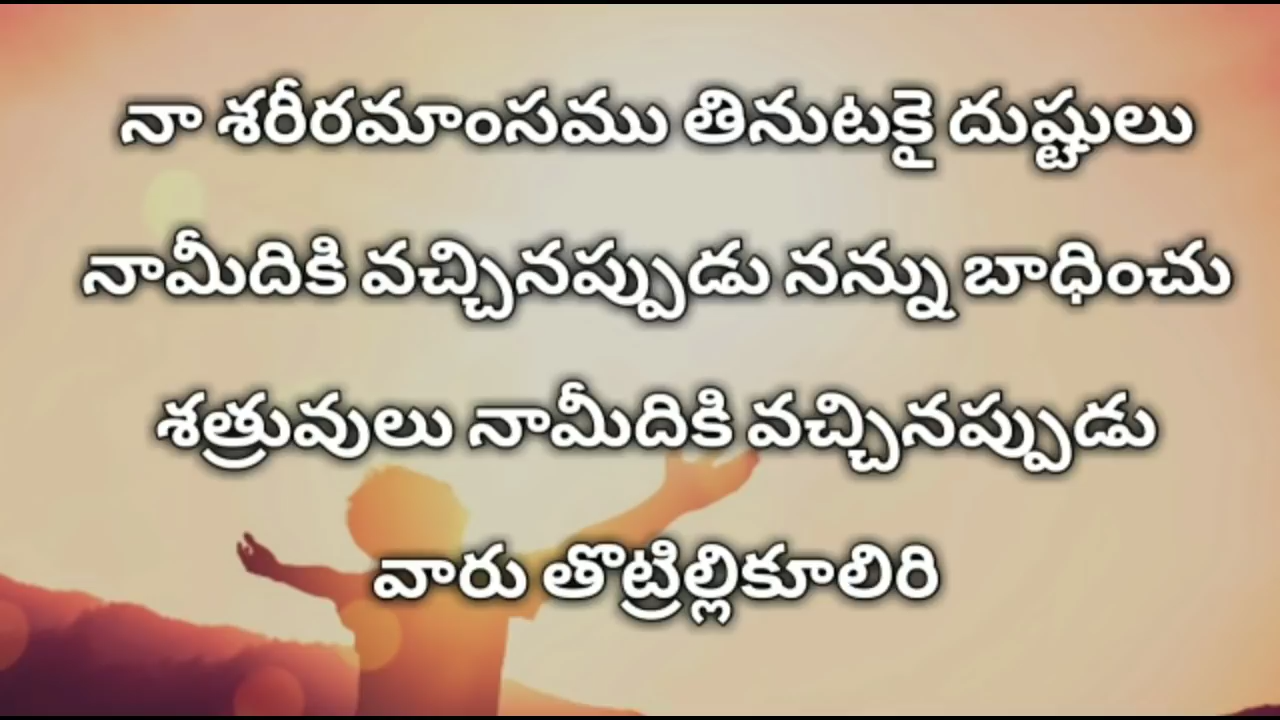 నా శరీరమాంసము తినుటకై దుష్టులు
నామీదికి వచ్చినప్పుడు నన్ను బాధించు
శత్రువులు నామీదికి వచ్చినప్పుడు
వారు తొట్రిల్లికూలిరి